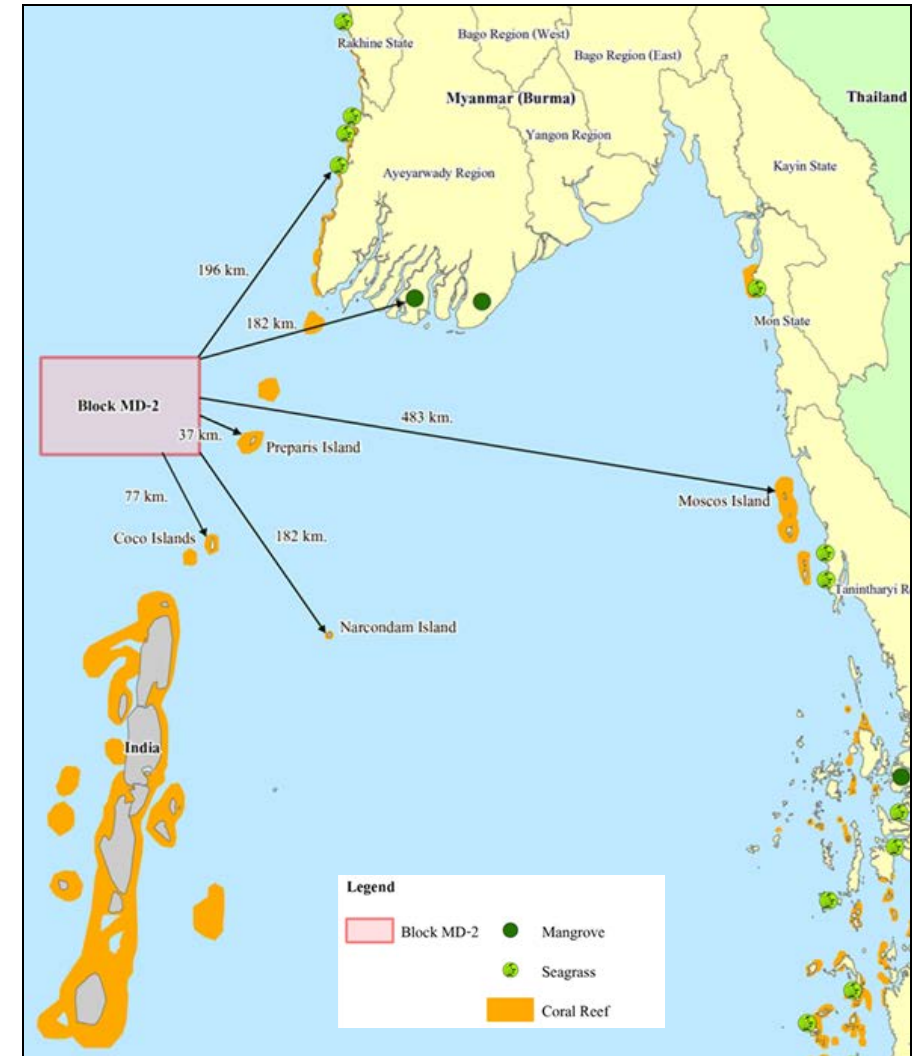 Rakhine State
Bago Region (West)
Bago Region (East)
Myanmar (Burma)
Thailand
Yangon Region
Kayin State
Ayeyarwady Region
196 km.
182 km.
Mon State
Block MD-2
483 km.
37 km.
Preparis Island
77 km.
Moscos Island
Coco Islands
182 km.
Tanintharyi R
Narcondam Island
India
Legend
Block MD-2
Mangrove
Seagrass
Coral Reef